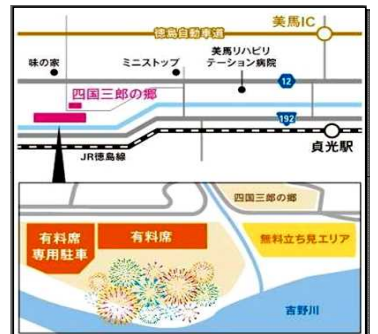 美馬IC
徳島自動車道
美馬リハビリ
テーション病院
味の家
ミニストップ
12
四国三郎の郷
192
貞光駅
JR徳島線
四国三郎の郷
有料席
専用駐車
有料席
無料立ち見エリア
吉野川